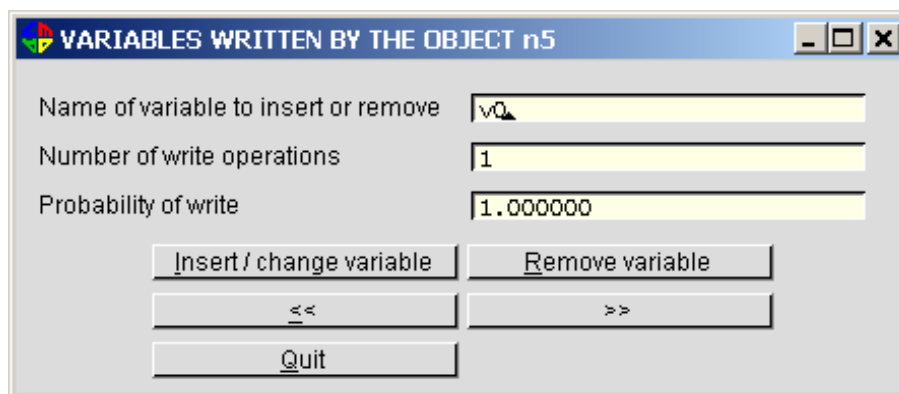 VARIABLES WRITTEN BY THE OBJECT n5
Name of variable to insert or remove vQ
Number of write operations 1
Probability of write 1.000000
Insert / change variable Remove variable
<< >>
Quit